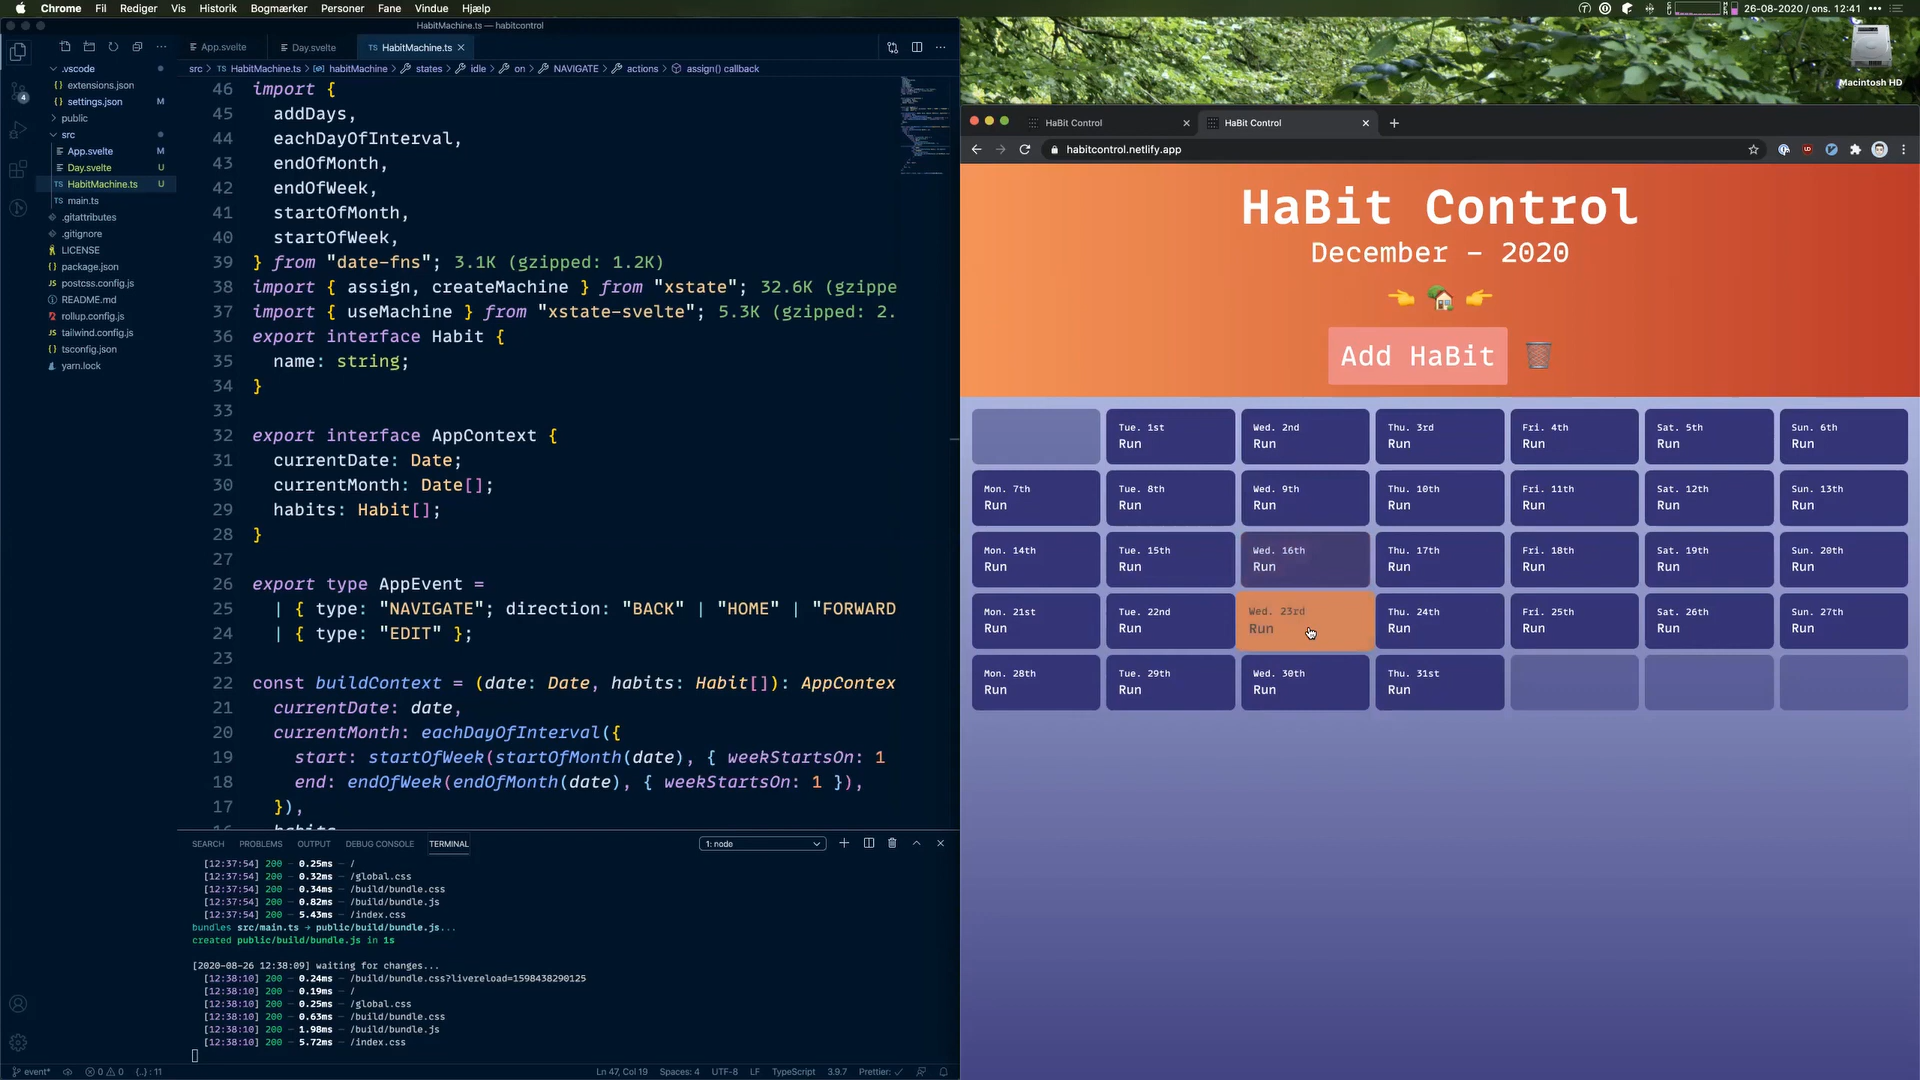 Chrome Fil Rediger Vis Historik Bogmærker Personer Fane Vindue Hjælp
26-08-2020 / ons. 12:41
HabitMachine.ts — habitcontrol
App.svelte
Day.svelte
TS HabitMachine.ts
src > TS HabitMachine.ts > habitMachine > states > idle > on > NAVIGATE > actions > assign() callback
.vscode
extensions.json
settings.json M
public
src
App.svelte M
Day.svelte U
TS HabitMachine.ts U
TS main.ts
.gitattributes
.gitignore
LICENSE
package.json
JS postcss.config.js
README.md
rollup.config.js
JS tailwind.config.js
tsconfig.json
yarn.lock
4
46 import {
45 addDays,
44 eachDayOfInterval,
43 endOfMonth,
42 endOfWeek,
41 startOfMonth,
40 startOfWeek,
39 } from "date-fns"; 3.1K (gzipped: 1.2K)
38 import { assign, createMachine } from "xstate"; 32.6K (gzippe
37 import { useMachine } from "xstate-svelte"; 5.3K (gzipped: 2.
36 export interface Habit {
35 name: string;
34 }
33
32 export interface AppContext {
31 currentDate: Date;
30 currentMonth: Date[];
29 habits: Habit[];
28 }
27
26 export type AppEvent =
25 | { type: "NAVIGATE"; direction: "BACK" | "HOME" | "FORWARD
24 | { type: "EDIT" };
23
22 const buildContext = (date: Date, habits: Habit[]): AppContex
21 currentDate: date,
20 currentMonth: eachDayOfInterval({
19 start: startOfWeek(startOfMonth(date), { weekStartsOn: 1
18 end: endOfWeek(endOfMonth(date), { weekStartsOn: 1 }),
17 }),
SEARCH PROBLEMS OUTPUT DEBUG CONSOLE TERMINAL 1: node
[12:37:54] 200 — 0.25ms — /
[12:37:54] 200 — 0.32ms — /global.css
[12:37:54] 200 — 0.34ms — /build/bundle.css
[12:37:54] 200 — 0.82ms — /build/bundle.js
[12:37:54] 200 — 5.43ms — /index.css
bundles src/main.ts → public/build/bundle.js...
created public/build/bundle.js in 1s
[2020-08-26 12:38:09] waiting for changes...
[12:38:10] 200 — 0.24ms — /build/bundle.css?livereload=1598438290125
[12:38:10] 200 — 0.19ms — /
[12:38:10] 200 — 0.25ms — /global.css
[12:38:10] 200 — 0.63ms — /build/bundle.css
[12:38:10] 200 — 1.98ms — /build/bundle.js
[12:38:10] 200 — 5.72ms — /index.css
event* 0 0 {..} : 11 Ln 47, Col 19 Spaces: 4 UTF-8 LF TypeScript 3.9.7 Prettier: ✓
Macintosh HD
HaBit Control
HaBit Control
habitcontrol.netlify.app
HaBit Control
December – 2020
Add HaBit
Tue. 1st
Run
Wed. 2nd
Run
Thu. 3rd
Run
Fri. 4th
Run
Sat. 5th
Run
Sun. 6th
Run
Mon. 7th
Run
Tue. 8th
Run
Wed. 9th
Run
Thu. 10th
Run
Fri. 11th
Run
Sat. 12th
Run
Sun. 13th
Run
Mon. 14th
Run
Tue. 15th
Run
Wed. 16th
Run
Thu. 17th
Run
Fri. 18th
Run
Sat. 19th
Run
Sun. 20th
Run
Mon. 21st
Run
Tue. 22nd
Run
Wed. 23rd
Run
Thu. 24th
Run
Fri. 25th
Run
Sat. 26th
Run
Sun. 27th
Run
Mon. 28th
Run
Tue. 29th
Run
Wed. 30th
Run
Thu. 31st
Run